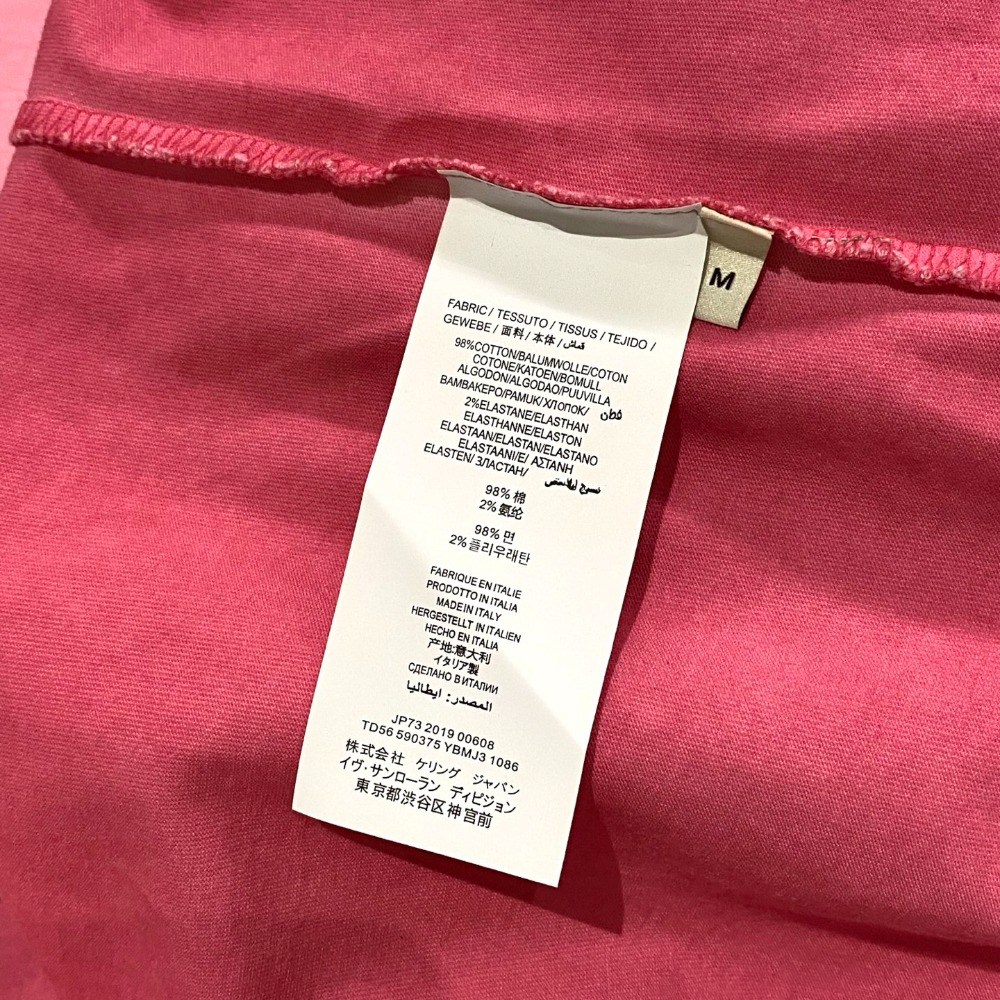 FABRIC / TESSUTO / TISSUS / TEJIDO /
GEWEBE / 面料 / 本体 / قماش
98%COTTON/BALUMWOLLE/COTON
COTONE/KATOEN/BOMULL
ALGODON/ALGODAO/PUUVILLA
BAMBAKEPO/PAMUK/ХЛОПОК/ قطن
2%ELASTANE/ELASTHAN
ELASTHANNE/ELASTON
ELASTAAN/ELASTAN/ELASTANO
ELASTAANI/E/ ΑΣΤΑΝΗ
ELASTEN/ ЗЛАСТАН/
98% 棉
2% 氨纶
98% 면
2% 플리우래탄
FABRIQUE EN ITALIE
PRODOTTO IN ITALIA
MADE IN ITALY
HERGESTELLT IN ITALIEN
HECHO EN ITALIA
产地:意大利
イタリア製
СДЕЛАНО В ИТАЛИИ
المصدر: ايطاليا
JP73 2019 00608
TD56 590375 YBMJ3 1086
株式会社 ケリング ジャパン
イヴ・サンローラン ディピジョン
東京都渋谷区神宮前
M